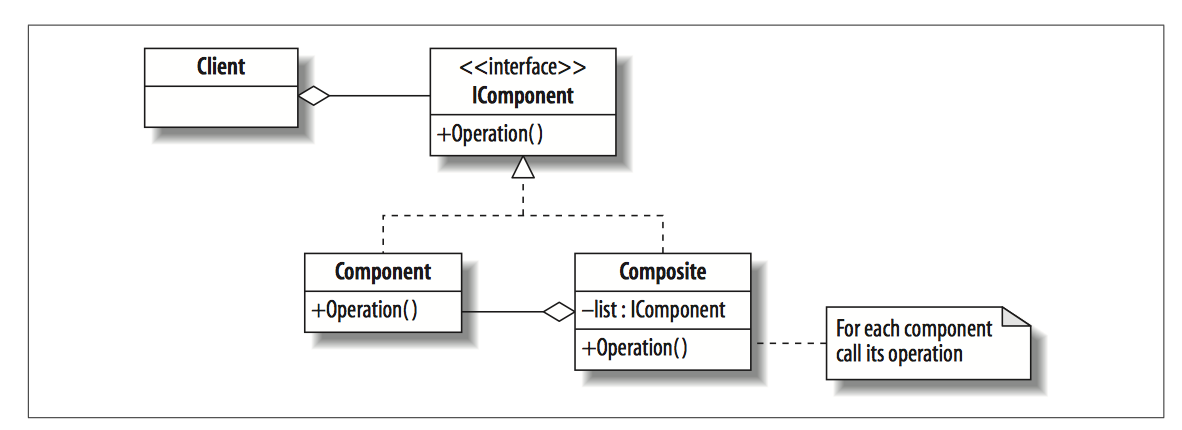 Client
<<interface>>
IComponent
+Operation()
Component
+Operation()
Composite
–list : IComponent
+Operation()
For each component
call its operation